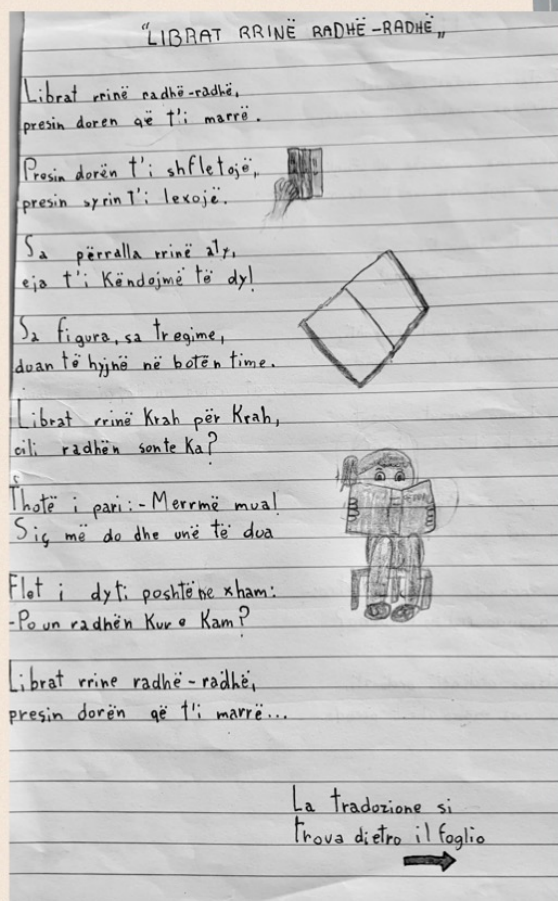 "LIBRAT RRINË RADHË-RADHË„
Librat rrinë radhë-radhë,
presin doren që t'i marrë.
Presin dorën t'i shfletojë,
presin syrin t'i lexojë.
Sa përralla rrinë aty,
eja t'i Këndojmë të dy!
Sa figura, sa tregime,
duan të hyjnë në botën time.
Librat rrinë Krah për Krah,
cili radhën sonte Ka?
Thotë i pari:-Merrmë mua!
Siç më do dhe unë të dua
Flet i dyti poshtë ne xham:
-Po un radhën Kur e Kam?
Librat rrine radhë-radhë,
presin dorën që t'i marrë...
La tradozione si
trova dietro il foglio